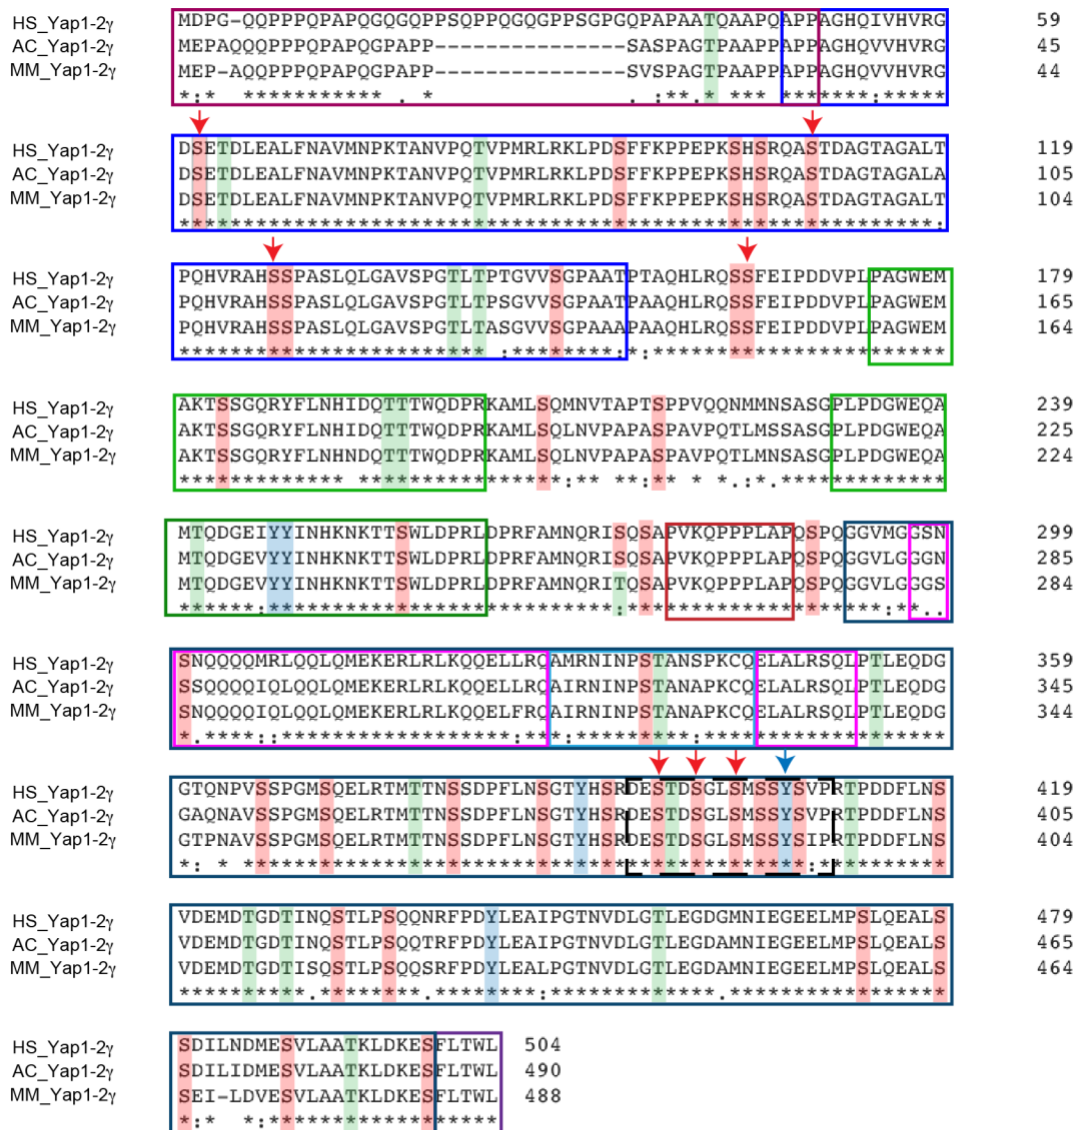 HS_Yap1-2γ MDPG-QQPPPQPAPQGQGQPPSQPPQGQGPPSGPGQPAPAATQAAPQAPPAGHQIVHVRG 59
AC_Yap1-2γ MEPAQQQPPPQPAPQGPAPP---------------SASPAGTPAAPPAPPAGHQVVHVRG 45
MM_Yap1-2γ MEP-AQQPPPQPAPQGPAPP---------------SVSPAGTPAAPPAPPAGHQVVHVRG 44
*:* *********** . * . :**.* *** ******:*****
HS_Yap1-2γ DSETDLEALFNAVMNPKTANVPQTVPMRLRKLPDSFFKPPEPKSHSRQASTDAGTAGALT 119
AC_Yap1-2γ DSETDLEALFNAVMNPKTANVPQTVPMRLRKLPDSFFKPPEPKSHSRQASTDAGTAGALA 105
MM_Yap1-2γ DSETDLEALFNAVMNPKTANVPQTVPMRLRKLPDSFFKPPEPKSHSRQASTDAGTAGALT 104
***********************************************************:
HS_Yap1-2γ PQHVRAHSSPASLQLGAVSPGTLTPTGVVSGPAATPTAQHLRQSSFEIPDDVPLPAGWEM 179
AC_Yap1-2γ PQHVRAHSSPASLQLGAVSPGTLTPSGVVSGPAATPAAQHLRQSSFEIPDDVPLPAGWEM 165
MM_Yap1-2γ PQHVRAHSSPASLQLGAVSPGTLTASGVVSGPAAAPAAQHLRQSSFEIPDDVPLPAGWEM 164
************************ :********:*:***********************
HS_Yap1-2γ AKTSSGQRYFLNHIDQTTTWQDPRKAMLSQMNVTAPTSPPVQQNMMNSASGPLPDGWEQA 239
AC_Yap1-2γ AKTSSGQRYFLNHIDQTTTWQDPRKAMLSQLNVPAPASPAVPQTLMSSASGPLPDGWEQA 225
MM_Yap1-2γ AKTSSGQRYFLNHNDQTTTWQDPRKAMLSQLNVPAPASPAVPQTLMNSASGPLPDGWEQA 224
************* ****************:** **:** * *.:*.*************
HS_Yap1-2γ MTQDGEIYYINHKNKTTSWLDPRLDPRFAMNQRISQSAPVKQPPPLAPQSPQGGVMGGSN 299
AC_Yap1-2γ MTQDGEVYYINHKNKTTSWLDPRLDPRFAMNQRISQSAPVKQPPPLAPQSPQGGVLGGGN 285
MM_Yap1-2γ MTQDGEVYYINHKNKTTSWLDPRLDPRFAMNQRITQSAPVKQPPPLAPQSPQGGVLGGGS 284
******:***************************:********************:**..
HS_Yap1-2γ SNQQQQMRLQQLQMEKERLRLKQQELLRQAMRNINPSTANSPKCQELALRSQLPTLEQDG 359
AC_Yap1-2γ SSQQQQIQLQQLQMEKERLRLKQQELLRQAIRNINPSTANAPKCQELALRSQLPTLEQDG 345
MM_Yap1-2γ SNQQQQIQLQQLQMEKERLRLKQQELFRQAIRNINPSTANAPKCQELALRSQLPTLEQDG 344
*.****::******************:***:*********:*******************
HS_Yap1-2γ GTQNPVSSPGMSQELRTMTTNSSDPFLNSGTYHSRDESTDSGLSMSSYSVPRTPDDFLNS 419
AC_Yap1-2γ GAQNAVSSPGMSQELRTMTTNSSDPFLNSGTYHSRDESTDSGLSMSSYSVPRTPDDFLNS 405
MM_Yap1-2γ GTPNAVSSPGMSQELRTMTTNSSDPFLNSGTYHSRDESTDSGLSMSSYSIPRTPDDFLNS 404
*: * *******************************************:***********
HS_Yap1-2γ VDEMDTGDTINQSTLPSQQNRFPDYLEAIPGTNVDLGTLEGDGMNIEGEELMPSLQEALS 479
AC_Yap1-2γ VDEMDTGDTINQSTLPSQQTRFPDYLEAIPGTNVDLGTLEGDAMNIEGEELMPSLQEALS 465
MM_Yap1-2γ VDEMDTGDTISQSTLPSQQSRFPDYLEALPGTNVDLGTLEGDAMNIEGEELMPSLQEALS 464
**********.********.********:*************.*****************
HS_Yap1-2γ SDILNDMESVLAATKLDKESFLTWL 504
AC_Yap1-2γ SDILIDMESVLAATKLDKESFLTWL 490
MM_Yap1-2γ SEI-LDVESVLAATKLDKESFLTWL 488
*:* *:******************